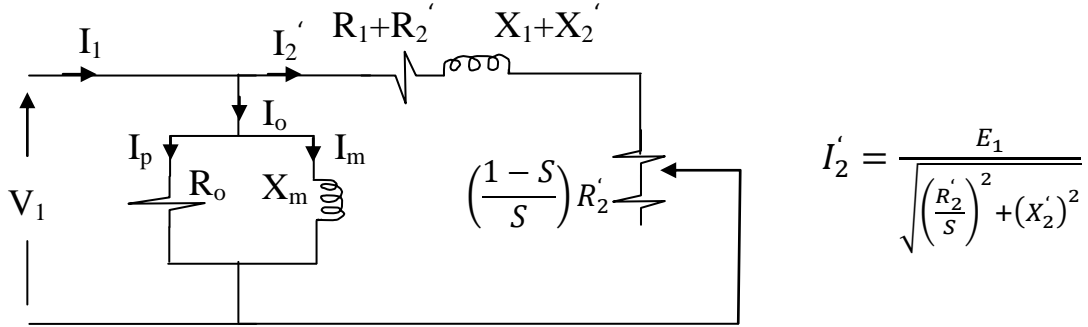 R₁+R₂‘ X₁+X₂‘
I₁ I₂‘
Iₒ
Iₚ Iₘ
Rₒ Xₘ
V₁
(1 − S / S) R₂‘
I₂‘ = E₁ / √((R₂‘ / S)² + (X₂‘)²)